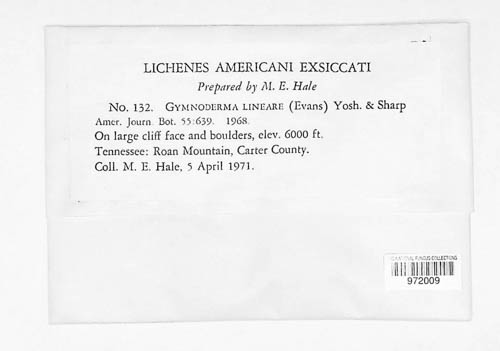 LICHENES AMERICANI EXSICCATI
Prepared by M. E. Hale
No. 132. GYMNODERMA LINEARE (Evans) Yosh. & Sharp
Amer. Journ. Bot. 55:639. 1968.
On large cliff face and boulders, elev. 6000 ft.
Tennessee: Roan Mountain, Carter County.
Coll. M. E. Hale, 5 April 1971.
FUNGUS COLLECTIONS
972009